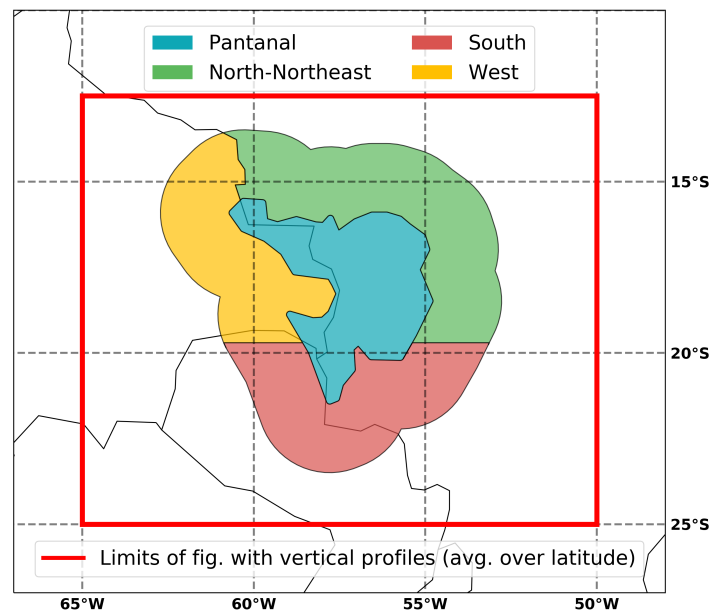 Pantanal South
North-Northeast West
15°S
20°S
25°S
Limits of fig. with vertical profiles (avg. over latitude)
65°W 60°W 55°W 50°W